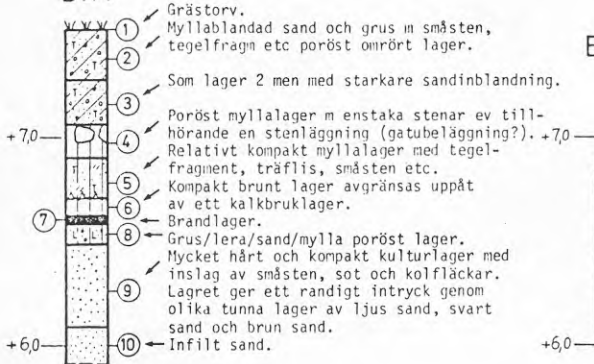 Grästorv.
① Myllablandad sand och grus m småsten,
② tegelfragm etc poröst omrört lager.
③ Som lager 2 men med starkare sandinblandning.
④ Poröst myllalager m enstaka stenar ev till-
+7,0 hörande en stenläggning (gatubeläggning?). +7,0
Relativt kompakt myllalager med tegel-
⑤ fragment, träflis, småsten etc.
⑥ Kompakt brunt lager avgränsas uppåt
av ett kalkbruklager.
⑦ Brandlager.
⑧ Grus/lera/sand/mylla poröst lager.
Mycket hårt och kompakt kulturlager med
inslag av småsten, sot och kolfläckar.
⑨ Lagret ger ett randigt intryck genom
olika tunna lager av ljus sand, svart
sand och brun sand.
+6,0 ⑩ Infilt sand. +6,0